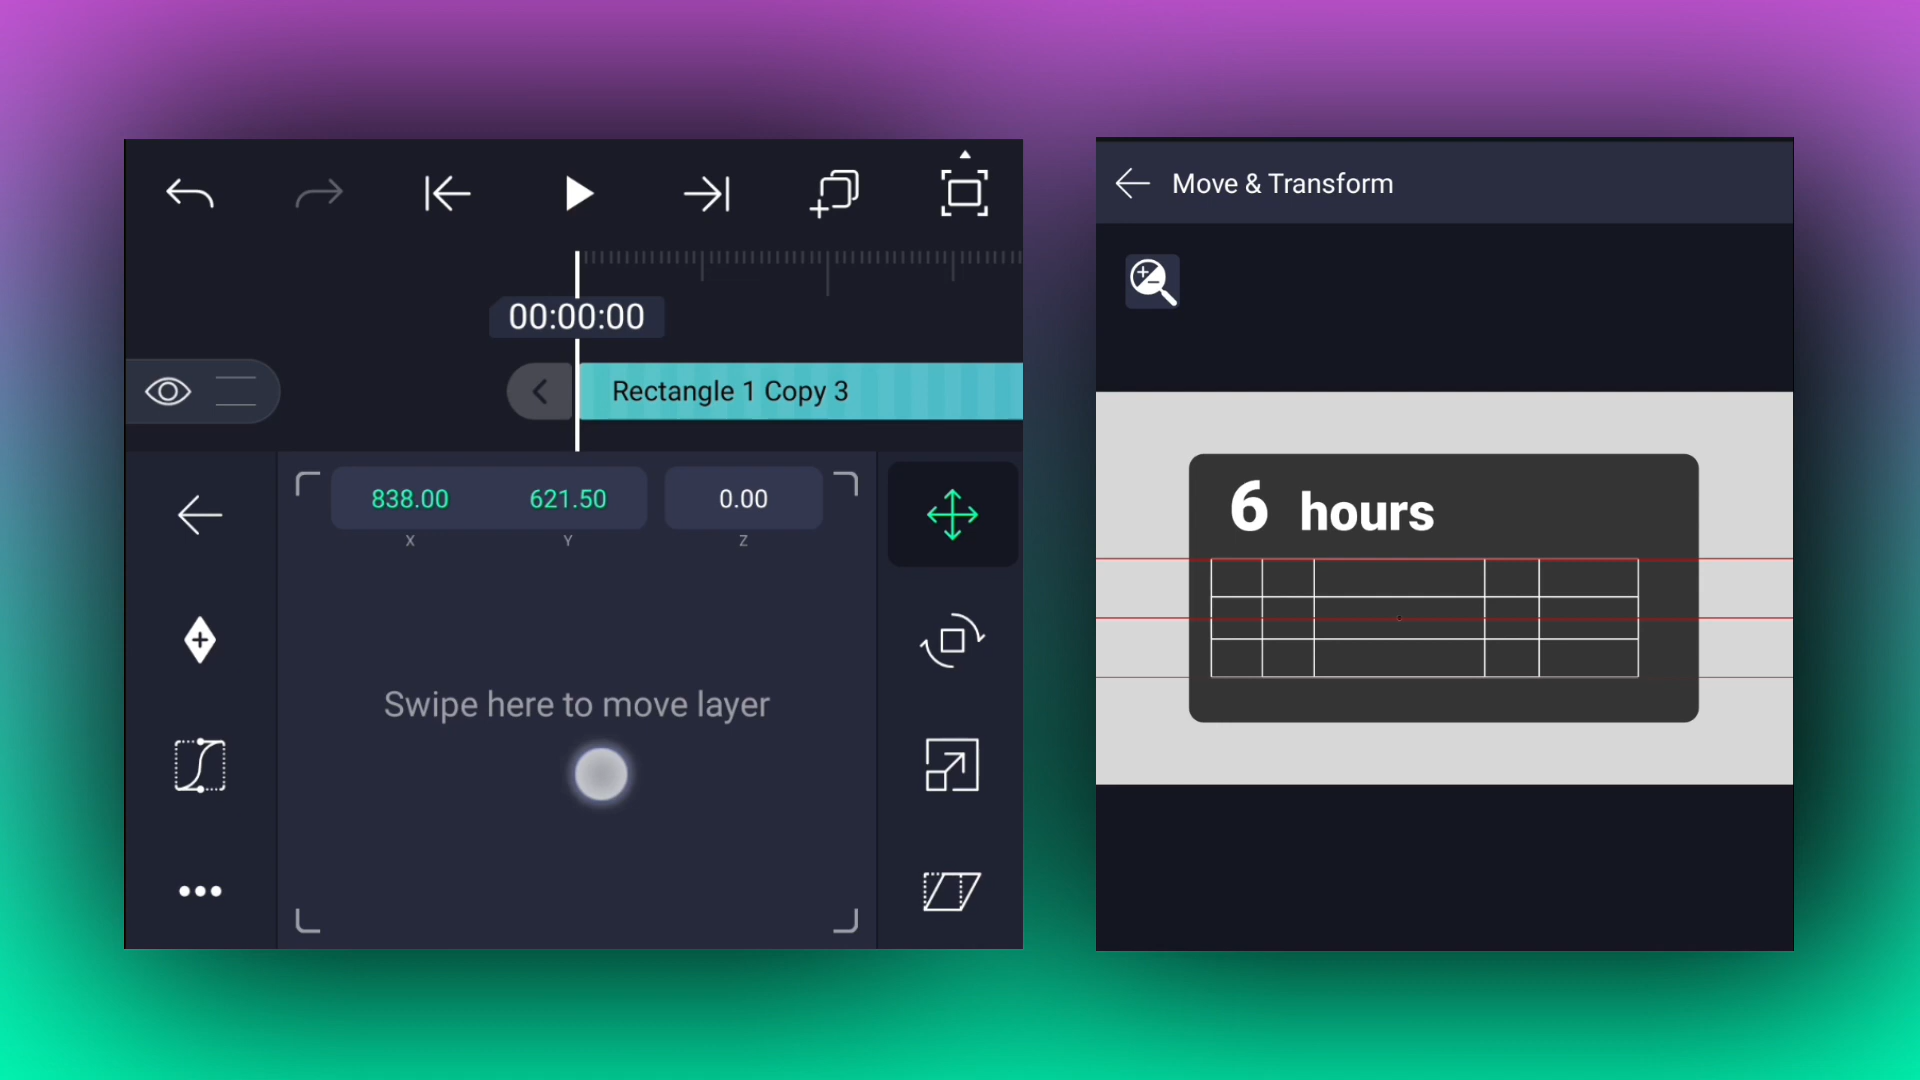 00:00:00
Rectangle 1 Copy 3
838.00 621.50 0.00
X Y Z
Swipe here to move layer
Move & Transform
6 hours